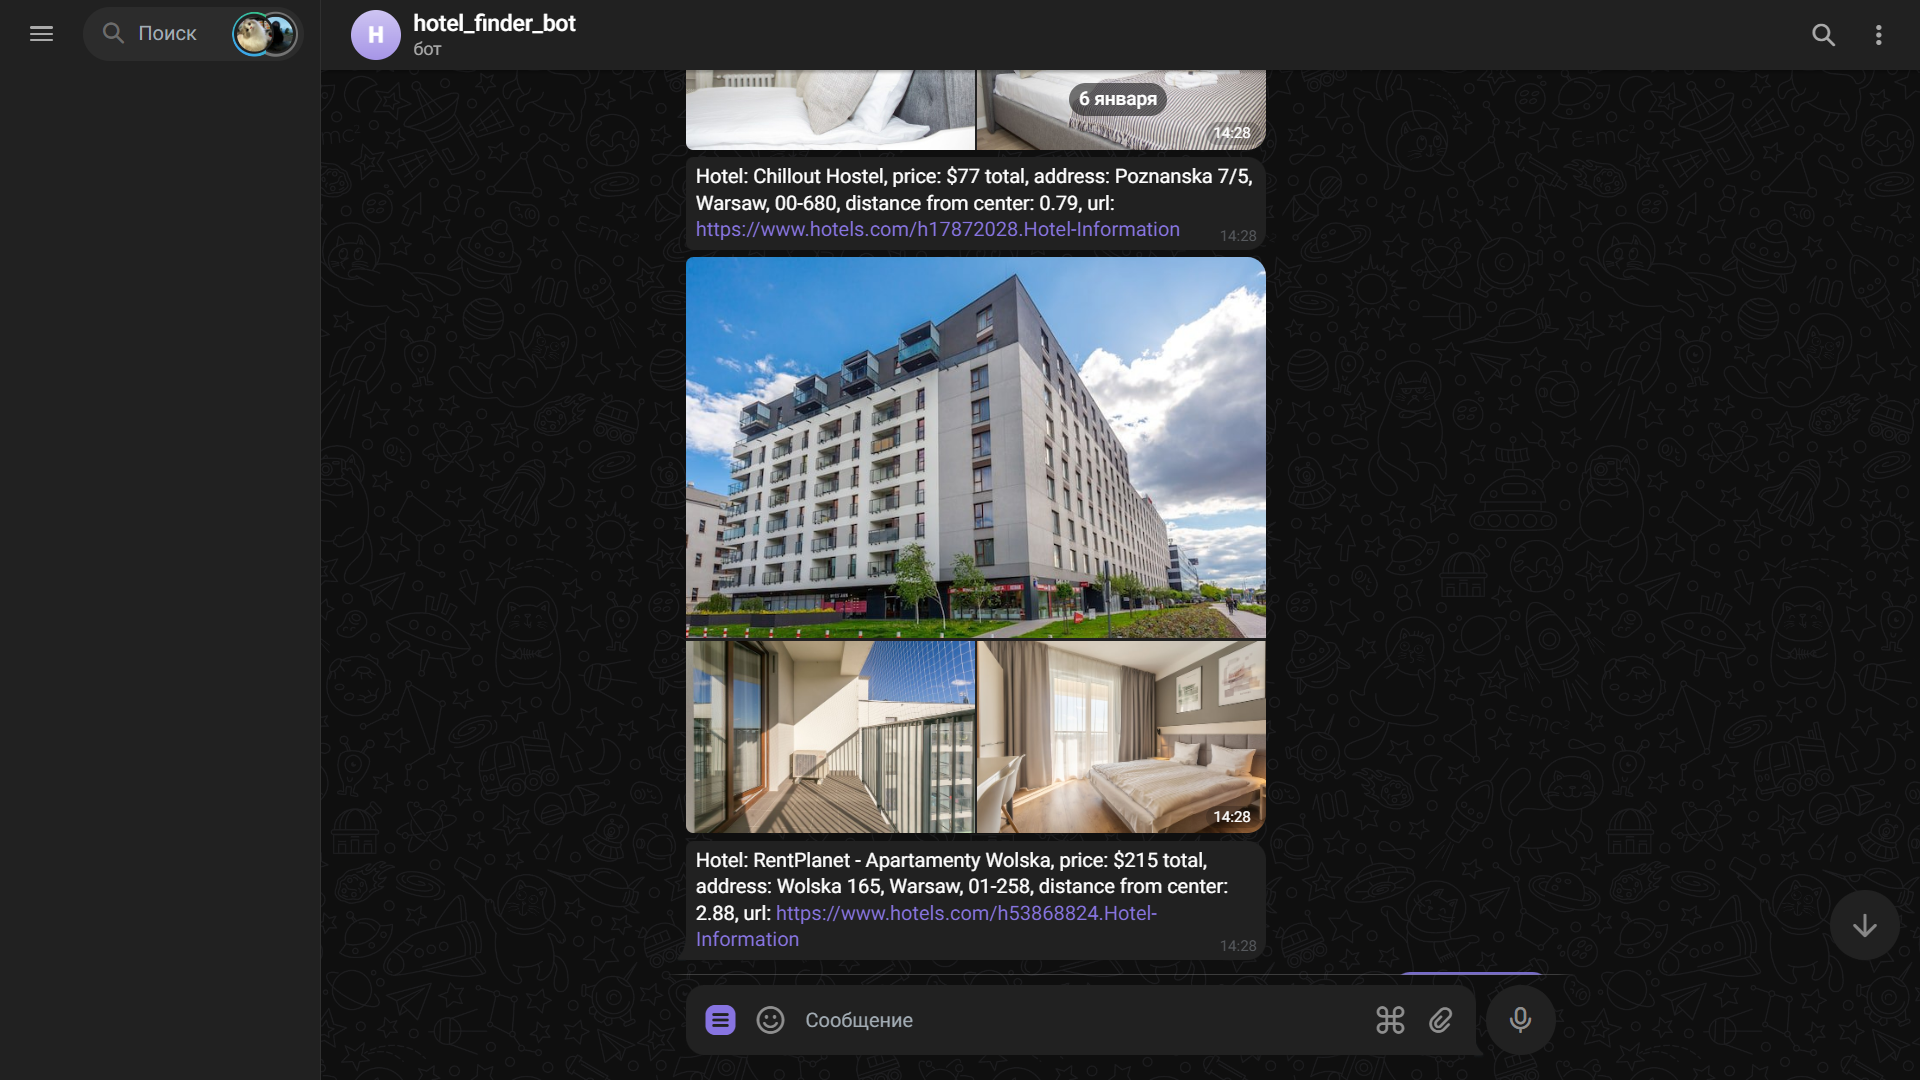 Поиск
H
hotel_finder_bot
бот
6 января
14:28
Hotel: Chillout Hostel, price: $77 total, address: Poznanska 7/5,
Warsaw, 00-680, distance from center: 0.79, url:
https://www.hotels.com/h17872028.Hotel-Information
14:28
14:28
Hotel: RentPlanet - Apartamenty Wolska, price: $215 total,
address: Wolska 165, Warsaw, 01-258, distance from center:
2.88, url: https://www.hotels.com/h53868824.Hotel-
Information
14:28
Сообщение